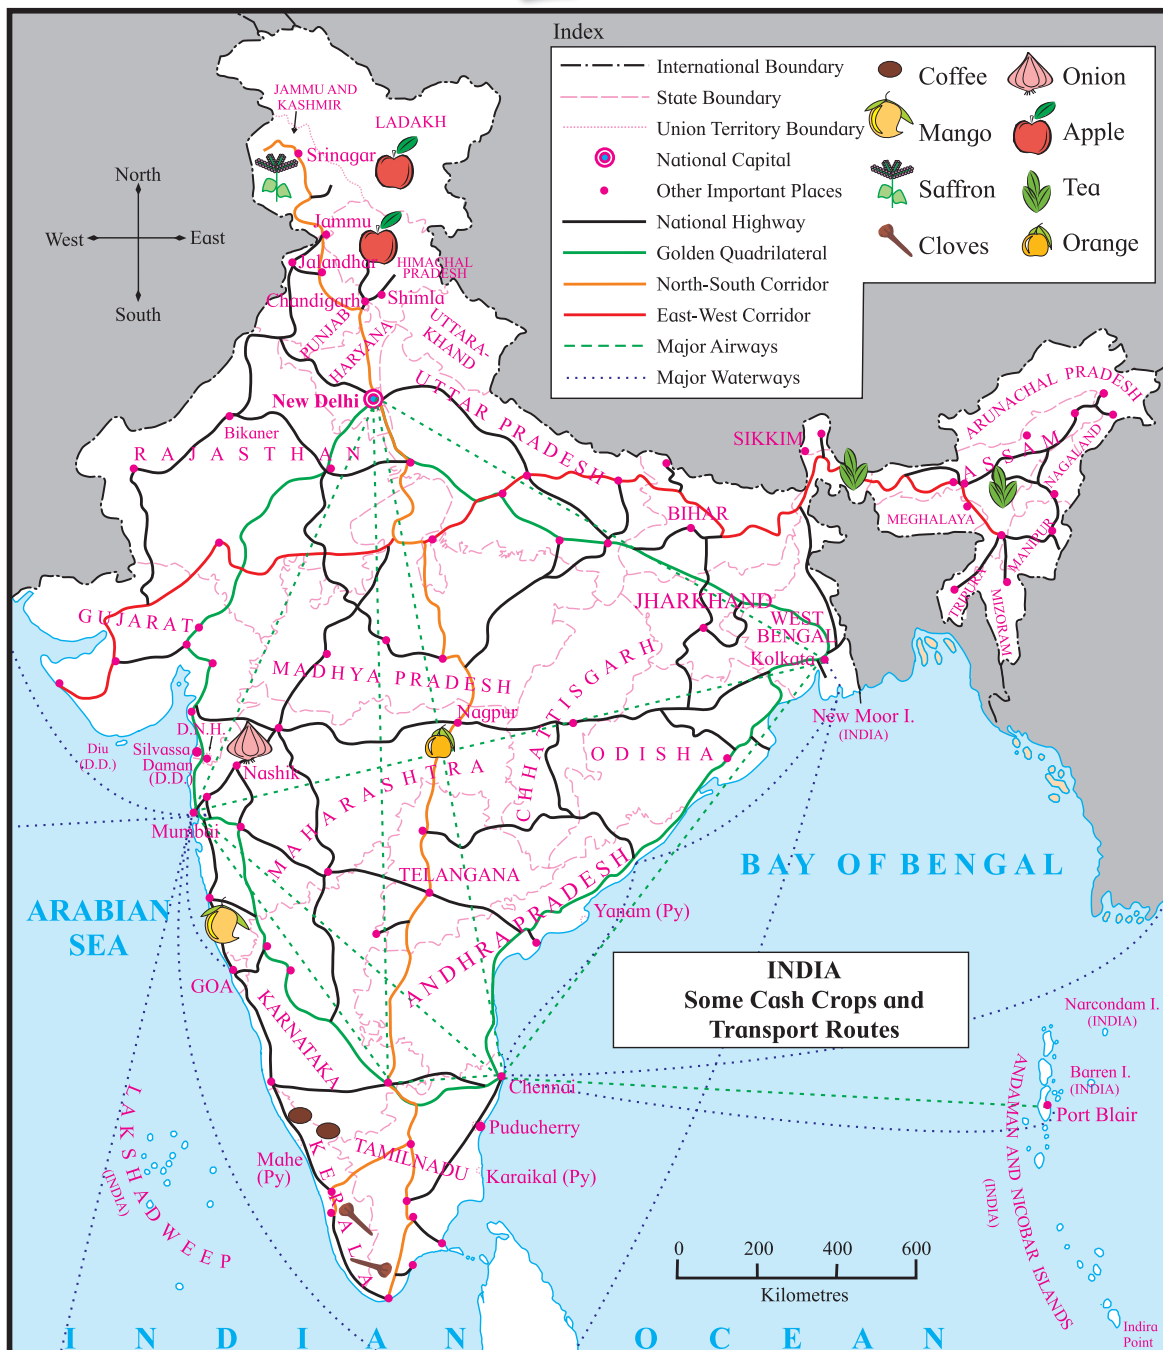 Index
International Boundary
State Boundary
Union Territory Boundary
National Capital
Other Important Places
National Highway
Golden Quadrilateral
North-South Corridor
East-West Corridor
Major Airways
Major Waterways
Coffee
Mango
Saffron
Cloves
Onion
Apple
Tea
Orange
North
West
East
South
JAMMU AND
KASHMIR
LADAKH
Srinagar
Jammu
Jalandhar
HIMACHAL
PRADESH
Chandigarh
Shimla
PUNJAB
HARYANA
UTTARA-
KHAND
New Delhi
UTTAR PRADESH
Bikaner
RAJASTHAN
SIKKIM
ARUNACHAL PRADESH
ASSAM
NAGALAND
MEGHALAYA
MANIPUR
TRIPURA
MIZORAM
BIHAR
JHARKHAND
WEST
BENGAL
Kolkata
GUJARAT
MADHYA PRADESH
CHHATTISGARH
Nagpur
New Moor I.
(INDIA)
ODISHA
D.N.H.
Diu
(D.D.)
Silvassa
Daman
(D.D.)
Nashik
MAHARASHTRA
Mumbai
TELANGANA
BAY OF BENGAL
ARABIAN
SEA
ANDHRA PRADESH
Yanam (Py)
GOA
KARNATAKA
INDIA
Some Cash Crops and
Transport Routes
Narcondam I.
(INDIA)
Barren I.
(INDIA)
Port Blair
ANDAMAN AND NICOBAR ISLANDS
(INDIA)
Chennai
Puducherry
TAMILNADU
Karaikal (Py)
Mahe
(Py)
KERALA
LAKSHADWEEP
(INDIA)
0 200 400 600
Kilometres
Indira
Point
INDIAN OCEAN